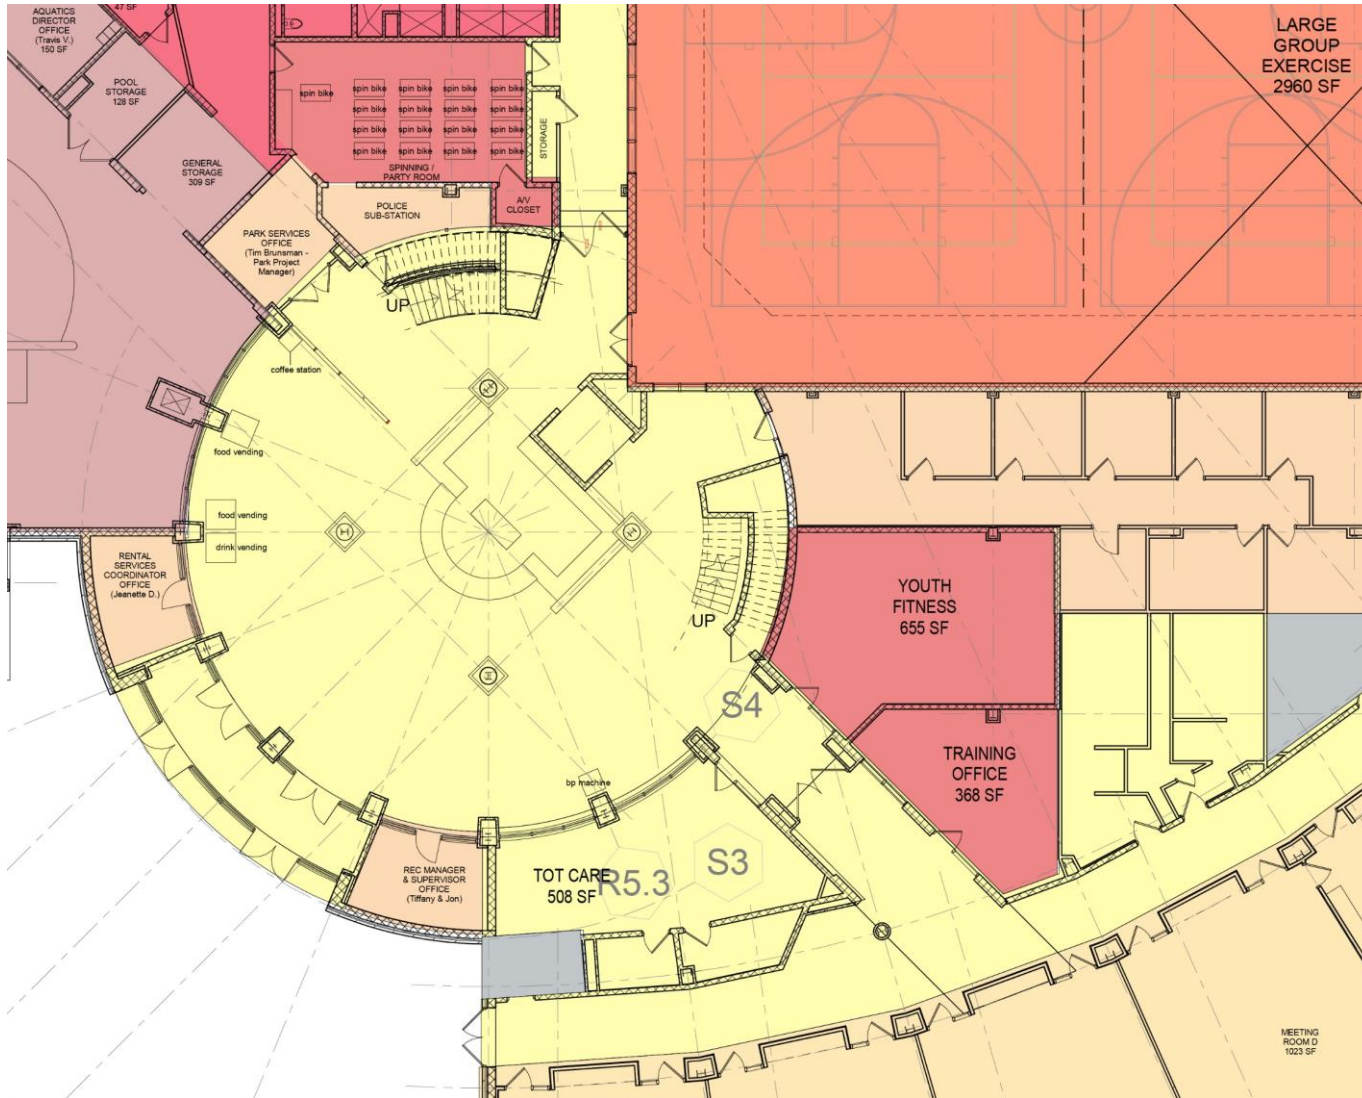 47 SF
AQUATICS
DIRECTOR
OFFICE
(Travis V.)
150 SF
POOL
STORAGE
128 SF
GENERAL
STORAGE
309 SF
spin bike
spin bike spin bike spin bike spin bike
spin bike spin bike spin bike spin bike
spin bike spin bike spin bike spin bike
spin bike spin bike spin bike spin bike
SPINNING /
PARTY ROOM
STORAGE
A/V
CLOSET
POLICE
SUB-STATION
PARK SERVICES
OFFICE
(Tim Brunsman -
Park Project
Manager)
LARGE
GROUP
EXERCISE
2960 SF
UP
coffee station
food vending
food vending
drink vending
RENTAL
SERVICES
COORDINATOR
OFFICE
(Jeanette D.)
UP
YOUTH
FITNESS
655 SF
S4
TRAINING
OFFICE
368 SF
bp machine
REC MANAGER
& SUPERVISOR
OFFICE
(Tiffany & Jon)
TOT CARE
508 SF
R5.3
S3
MEETING
ROOM D
1023 SF